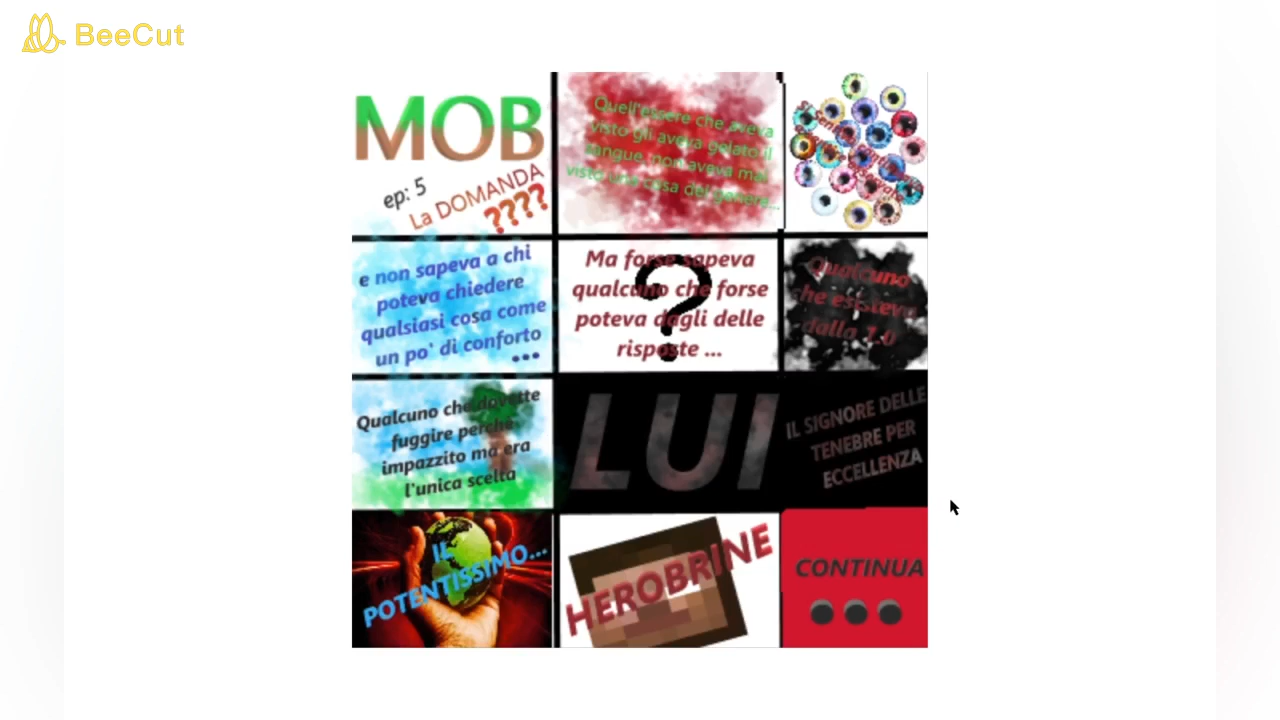 BeeCut
MOB
ep: 5
La DOMANDA
????
Quell'essere che aveva
visto gli aveva gelato il
sangue, non aveva mai
visto una cosa del genere...
e non sapeva a chi
poteva chiedere
qualsiasi cosa come
un po' di conforto
...
Ma forse sapeva
qualcuno che forse
poteva dagli delle
risposte ...
?
Qualcuno
che esisteva
dalla 1.0
Qualcuno che dovette
fuggire perché
impazzito ma era
l'unica scelta
LUI
IL SIGNORE DELLE
TENEBRE PER
ECCELLENZA
IL
POTENTISSIMO...
HEROBRINE
CONTINUA
...